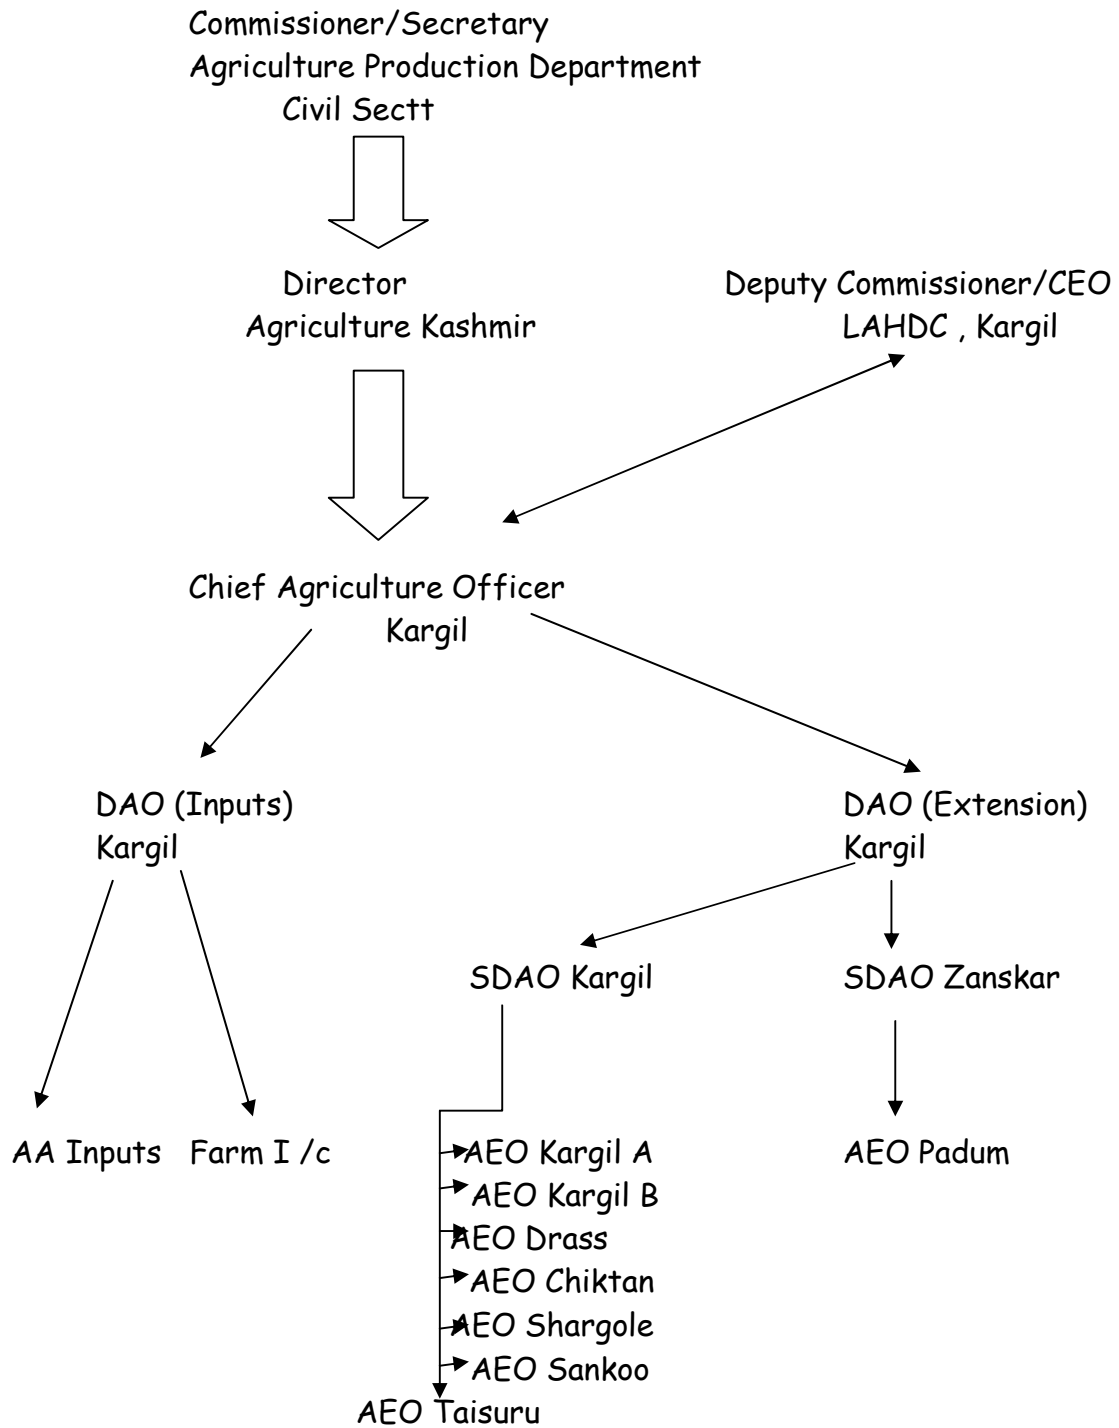 Commissioner/Secretary
Agriculture Production Department
Civil Sectt
Director
Agriculture Kashmir
Deputy Commissioner/CEO
LAHDC , Kargil
Chief Agriculture Officer
Kargil
DAO (Inputs)
Kargil
DAO (Extension)
Kargil
SDAO Kargil
SDAO Zanskar
AA Inputs
Farm I /c
AEO Kargil A
AEO Kargil B
AEO Drass
AEO Chiktan
AEO Shargole
AEO Sankoo
AEO Taisuru
AEO Padum